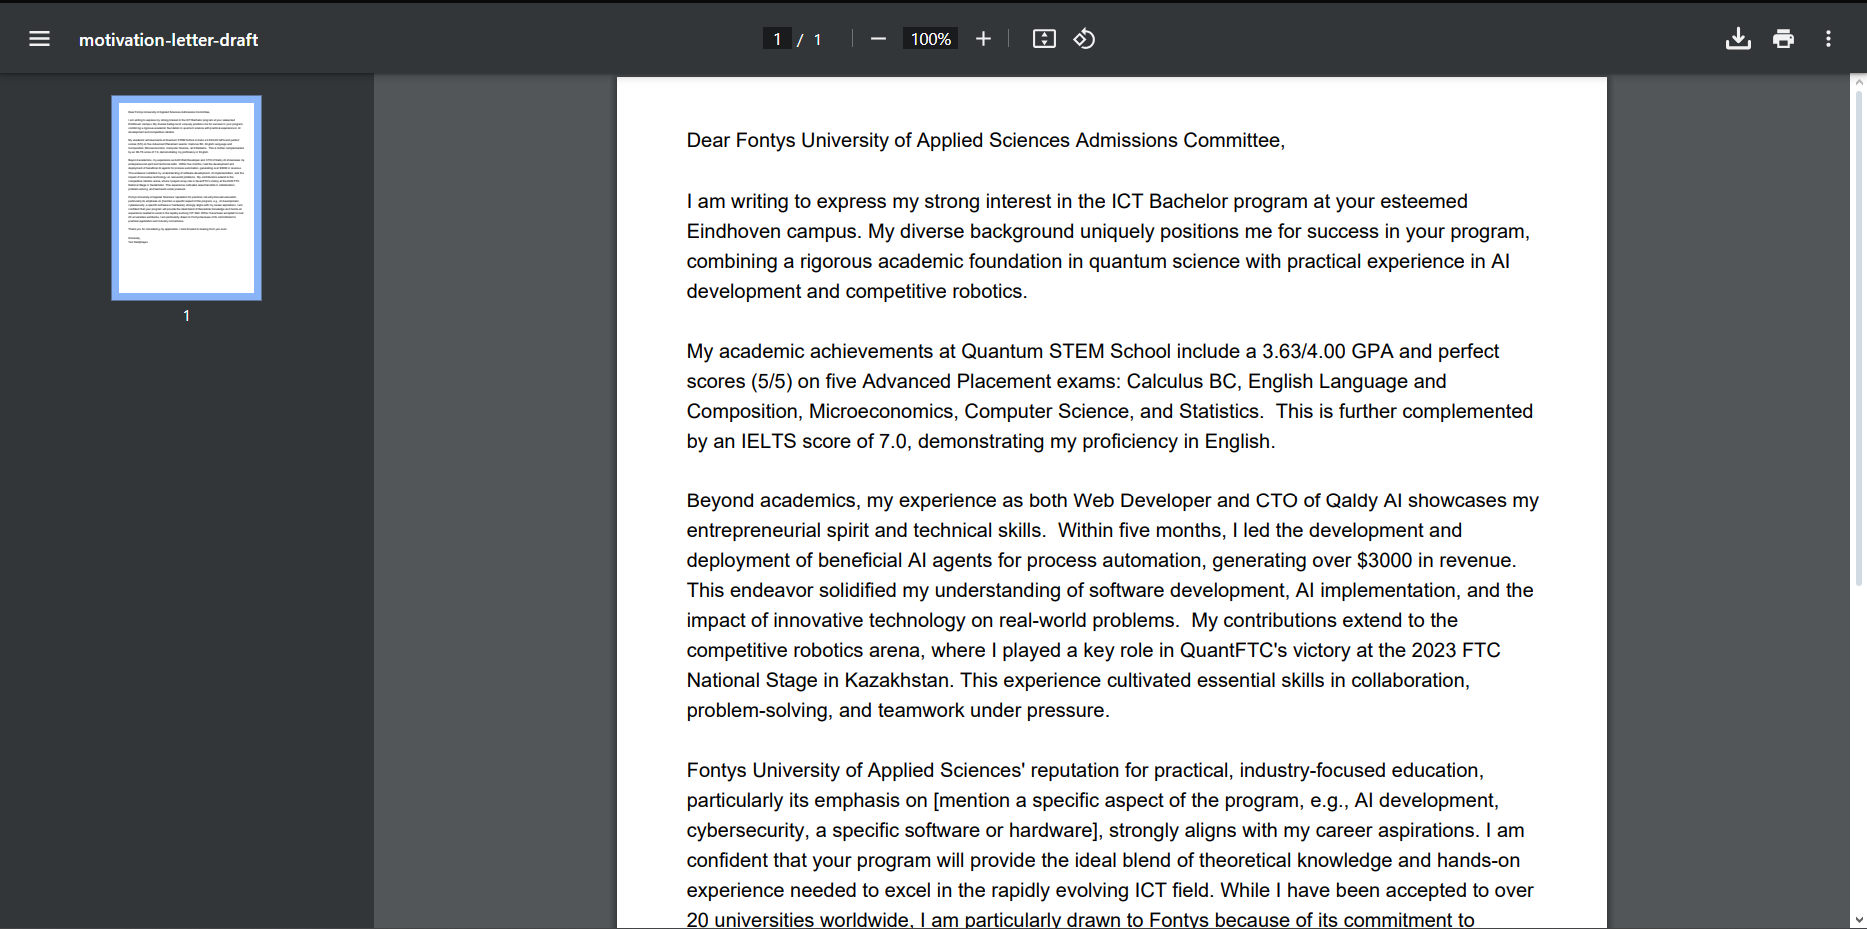 motivation-letter-draft
1 / 1
100%
1
Dear Fontys University of Applied Sciences Admissions Committee,
I am writing to express my strong interest in the ICT Bachelor program at your esteemed
Eindhoven campus. My diverse background uniquely positions me for success in your program,
combining a rigorous academic foundation in quantum science with practical experience in AI
development and competitive robotics.
My academic achievements at Quantum STEM School include a 3.63/4.00 GPA and perfect
scores (5/5) on five Advanced Placement exams: Calculus BC, English Language and
Composition, Microeconomics, Computer Science, and Statistics.  This is further complemented
by an IELTS score of 7.0, demonstrating my proficiency in English.
Beyond academics, my experience as both Web Developer and CTO of Qaldy AI showcases my
entrepreneurial spirit and technical skills.  Within five months, I led the development and
deployment of beneficial AI agents for process automation, generating over $3000 in revenue.
This endeavor solidified my understanding of software development, AI implementation, and the
impact of innovative technology on real-world problems.  My contributions extend to the
competitive robotics arena, where I played a key role in QuantFTC's victory at the 2023 FTC
National Stage in Kazakhstan. This experience cultivated essential skills in collaboration,
problem-solving, and teamwork under pressure.
Fontys University of Applied Sciences' reputation for practical, industry-focused education,
particularly its emphasis on [mention a specific aspect of the program, e.g., AI development,
cybersecurity, a specific software or hardware], strongly aligns with my career aspirations. I am
confident that your program will provide the ideal blend of theoretical knowledge and hands-on
experience needed to excel in the rapidly evolving ICT field. While I have been accepted to over
20 universities worldwide, I am particularly drawn to Fontys because of its commitment to